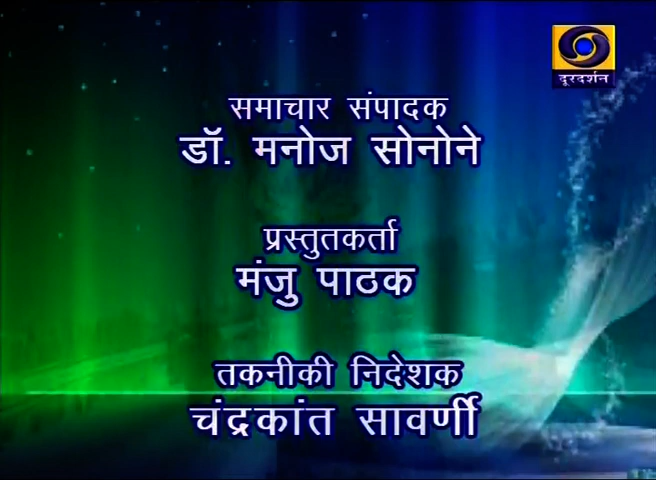 दूरदर्शन
समाचार संपादक
डॉ. मनोज सोनोने
प्रस्तुतकर्ता
मंजु पाठक
तकनीकी निदेशक
चंद्रकांत सावर्णी